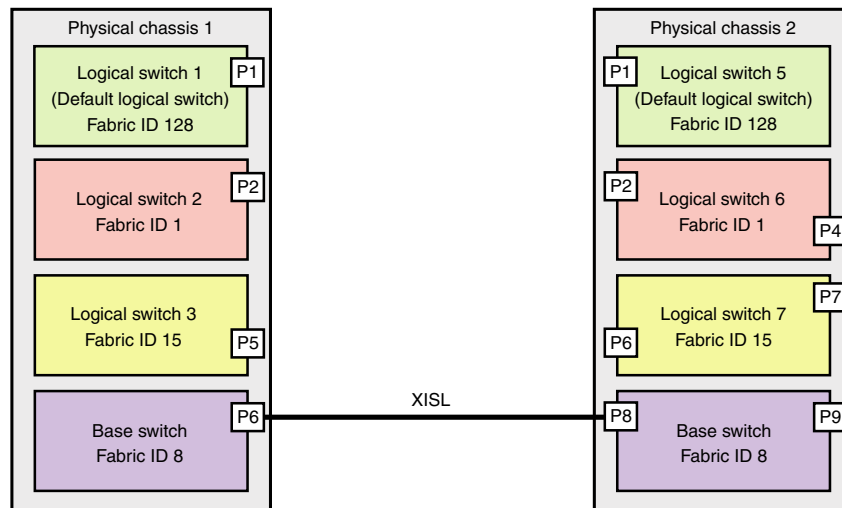 Physical chassis 1
Logical switch 1
(Default logical switch)
Fabric ID 128
P1
Logical switch 2
Fabric ID 1
P2
Logical switch 3
Fabric ID 15
P5
Base switch
Fabric ID 8
P6
XISL
Physical chassis 2
P1
Logical switch 5
(Default logical switch)
Fabric ID 128
P2
Logical switch 6
Fabric ID 1
P4
Logical switch 7
Fabric ID 15
P7
P6
P8
Base switch
Fabric ID 8
P9